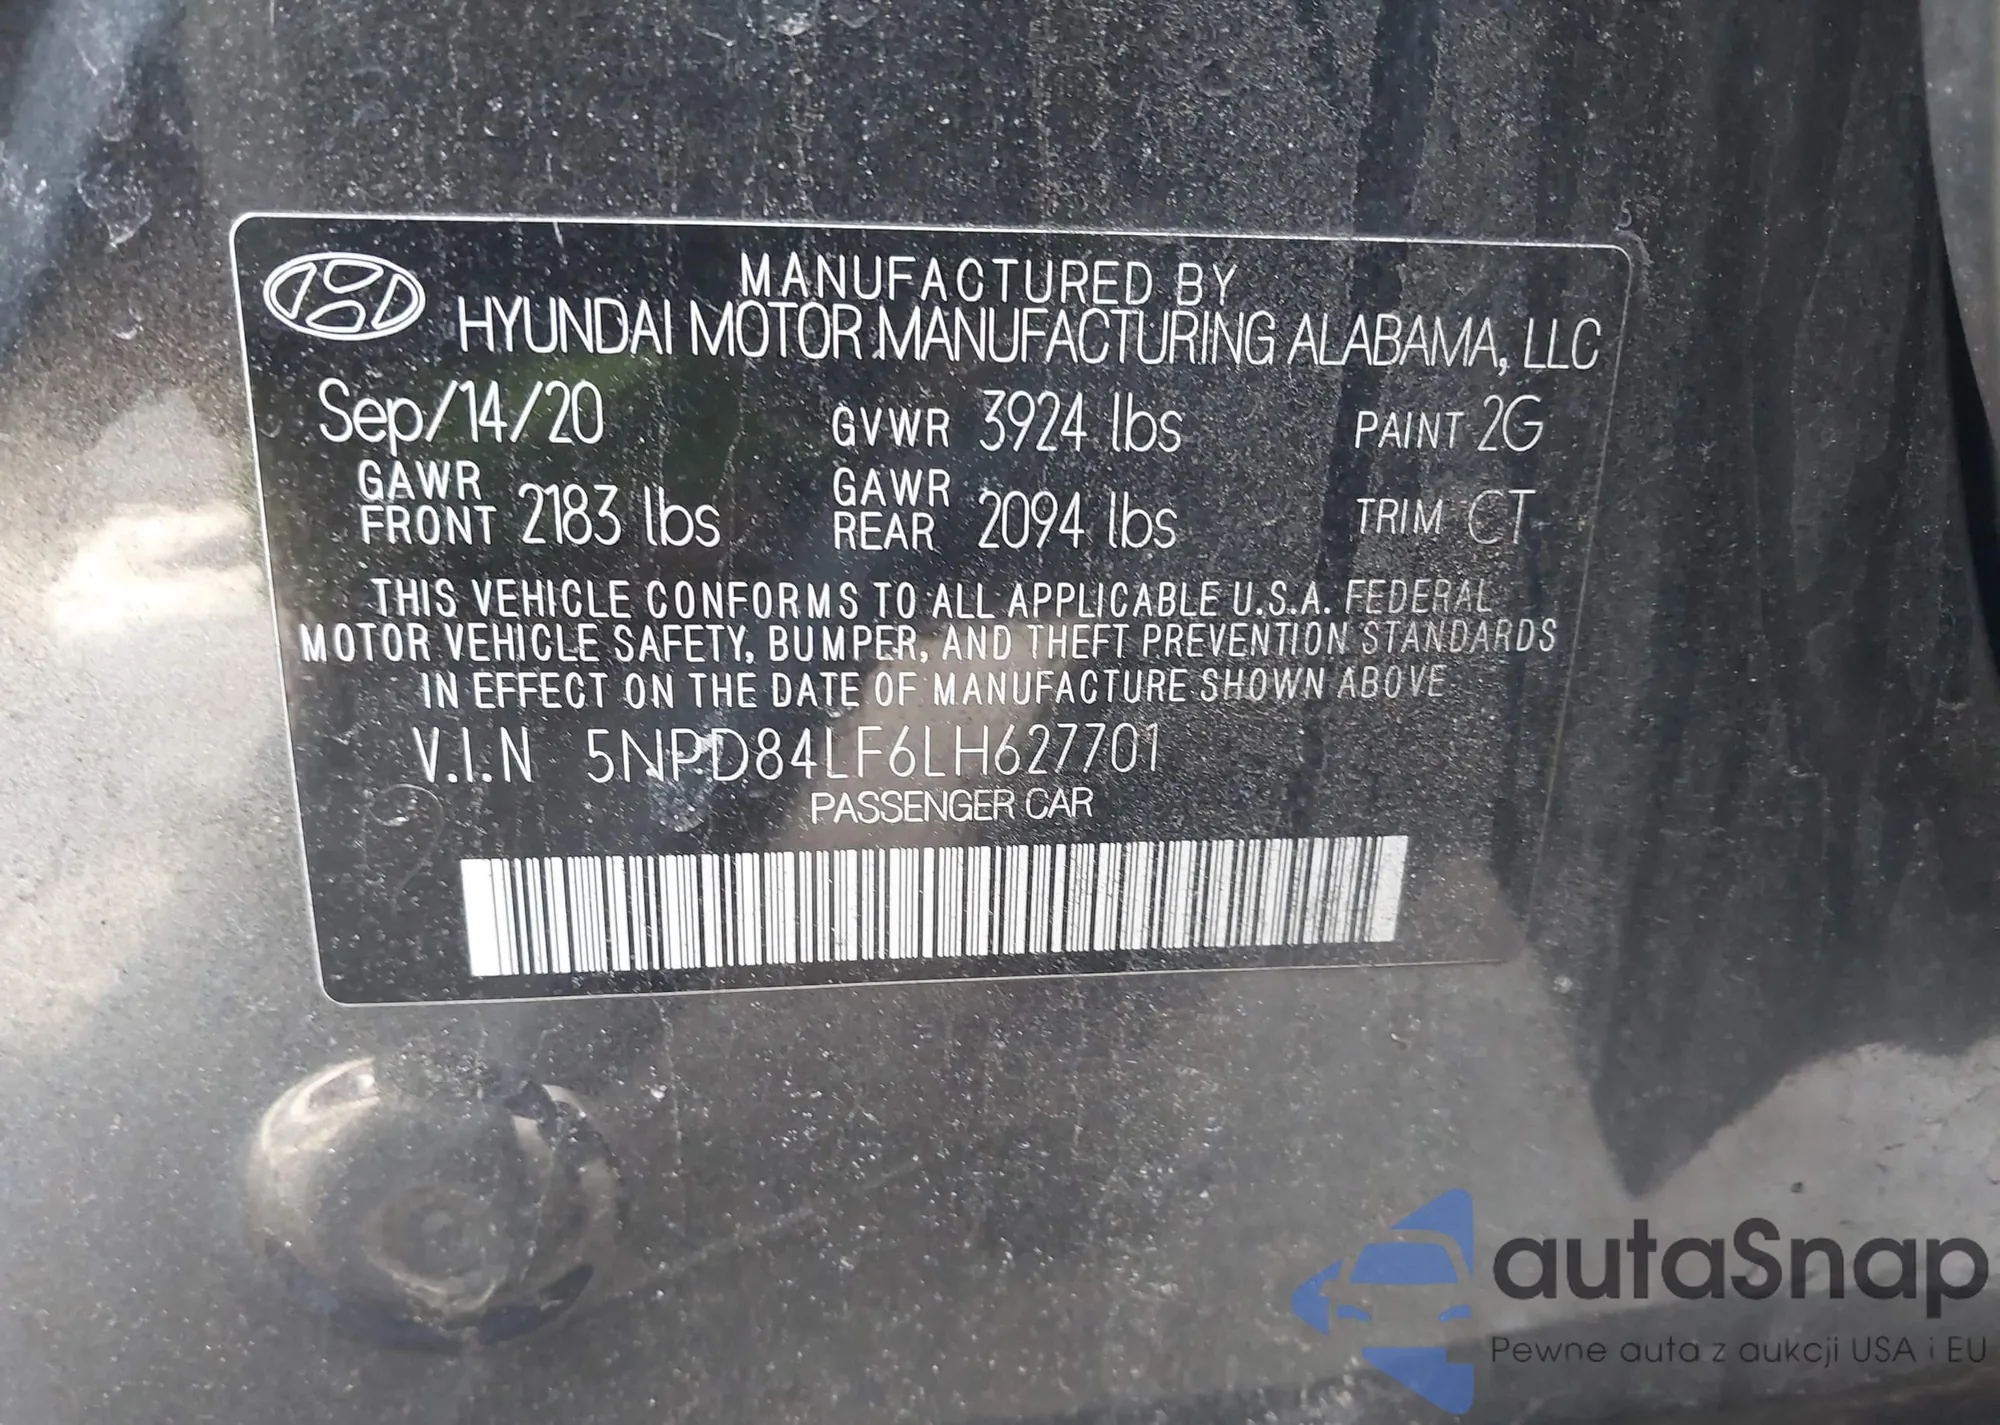 MANUFACTURED BY
HYUNDAI MOTOR MANUFACTURING ALABAMA, LLC
Sep/14/20 GVWR 3924 lbs PAINT 2G
GAWR FRONT 2183 lbs GAWR REAR 2094 lbs TRIM CT
THIS VEHICLE CONFORMS TO ALL APPLICABLE U.S.A. FEDERAL
MOTOR VEHICLE SAFETY, BUMPER, AND THEFT PREVENTION STANDARDS
IN EFFECT ON THE DATE OF MANUFACTURE SHOWN ABOVE
V.I.N 5NPD84LF6LH627701
PASSENGER CAR
autaSnap
Pewne auta z aukcji USA i EU